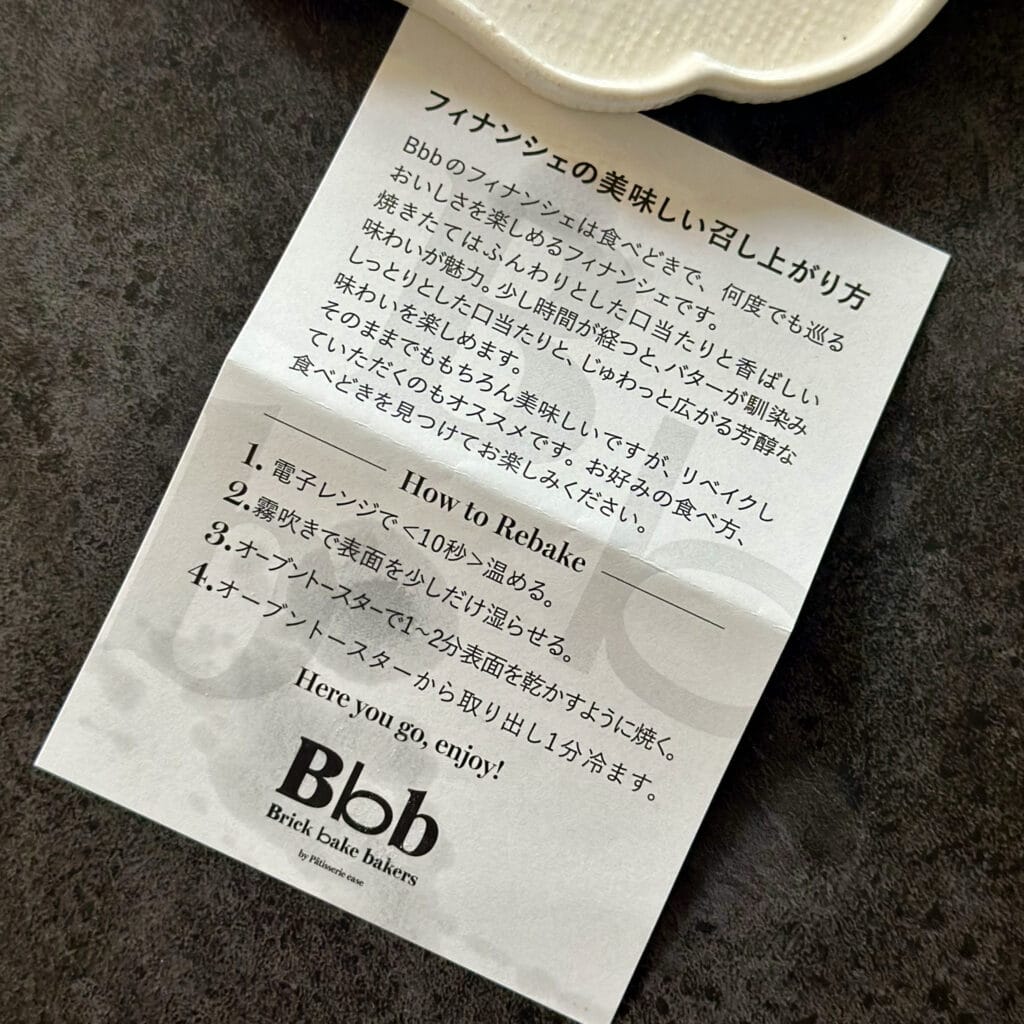 フィナンシェの美味しい召し上がり方
Bbbのフィナンシェは食べどきで、何度でも巡る
おいしさを楽しめるフィナンシェです。
焼きたてはふんわりとした口当たりと香ばしい
味わいが魅力。少し時間が経つと、バターが馴染み
しっとりとした口当たりと、じゅわっと広がる芳醇な
味わいを楽しめます。
そのままでももちろん美味しいですが、リベイクし
ていただくのもオススメです。お好みの食べ方、
食べどきを見つけてお楽しみください。
How to Rebake
1. 電子レンジで<10秒>温める。
2. 霧吹きで表面を少しだけ湿らせる。
3. オーブントースターで1~2分表面を乾かすように焼く。
4. オーブントースターから取り出し1分冷ます。
Here you go, enjoy!
Bbb
Brick bake bakers
by Pâtisserie ease